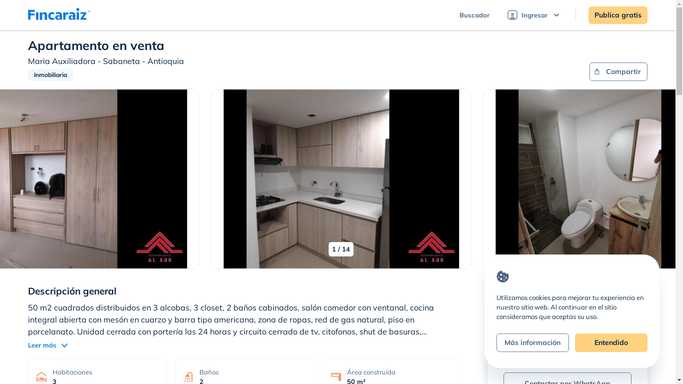 Fincaraiz
Buscador
Ingresar
Publica gratis
Apartamento en venta
Maria Auxiliadora - Sabaneta - Antioquia
Inmobiliaria
Compartir
AL SUR
1 / 14
AL SUR
Descripción general
50 m2 cuadrados distribuidos en 3 alcobas, 3 closet, 2 baños cabinados, salón comedor con ventanal, cocina
integral abierta con mesón en cuarzo y barra tipo americana, zona de ropas, red de gas natural, piso en
porcelanato. Unidad cerrada con portería las 24 horas y circuito cerrado de tv, citofonos, shut de basuras,...
Leer más
Habitaciones
3
Baños
2
Área construida
50 m²
Utilizamos cookies para mejorar tu experiencia en
nuestro sitio web. Al continuar en el sitio
consideramos que aceptas su uso.
Más información
Entendido
Contactar por WhatsApp